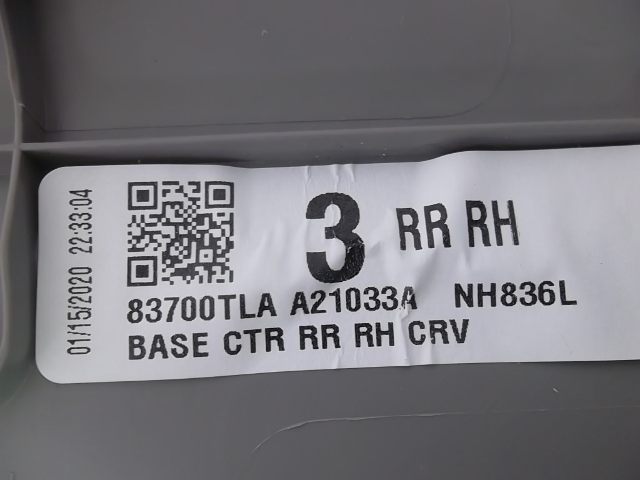 01/15/2020 22:33:04
3 RR RH
83700TLA A21033A NH836L
BASE CTR RR RH CRV